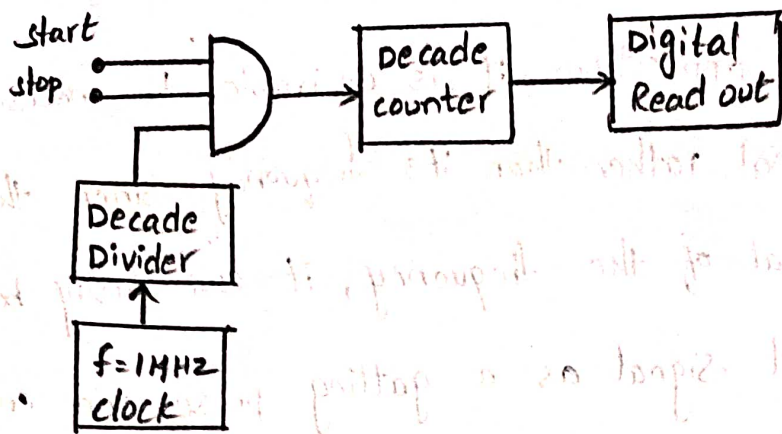 start
stop
Decade
counter
Digital
Read out
Decade
Divider
f=1MHz
clock